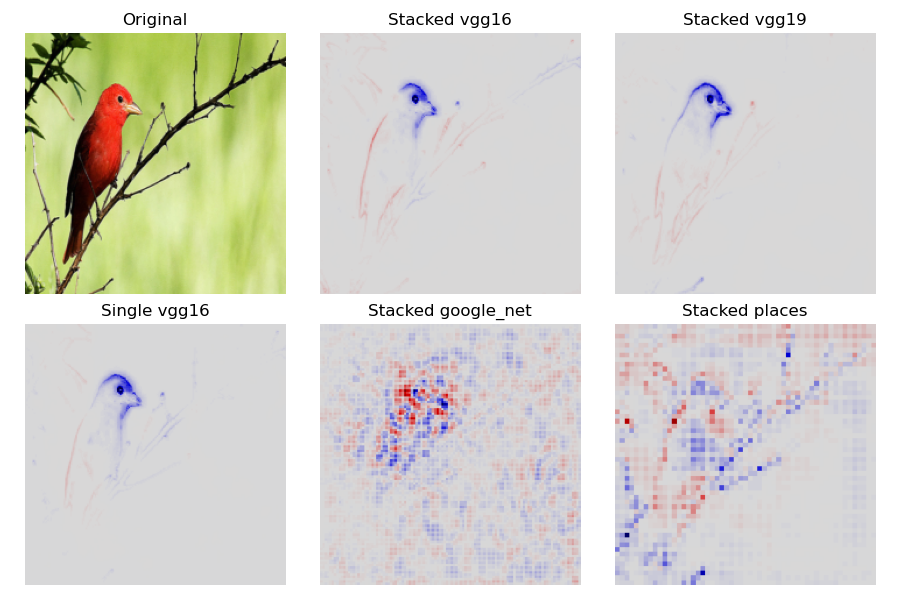 Original
Stacked vgg16
Stacked vgg19
Single vgg16
Stacked google_net
Stacked places